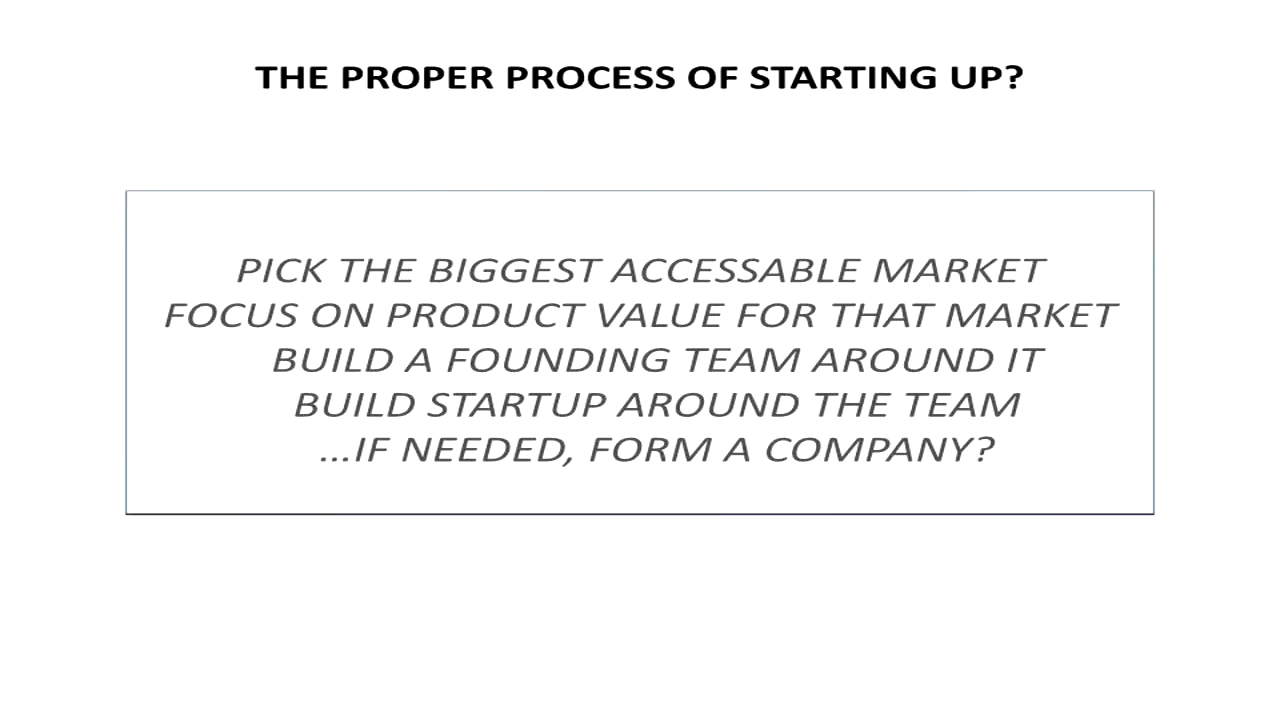 THE PROPER PROCESS OF STARTING UP?
PICK THE BIGGEST ACCESSABLE MARKET
FOCUS ON PRODUCT VALUE FOR THAT MARKET
BUILD A FOUNDING TEAM AROUND IT
BUILD STARTUP AROUND THE TEAM
...IF NEEDED, FORM A COMPANY?